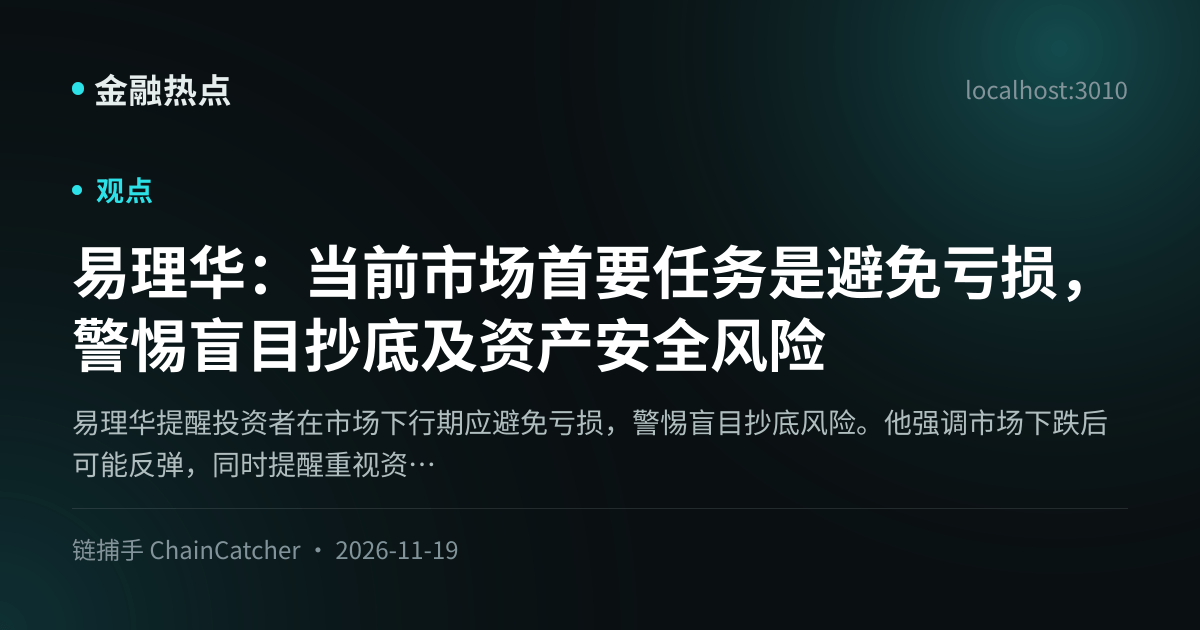 金融热点
localhost:3010
观点
易理华：当前市场首要任务是避免亏损，
警惕盲目抄底及资产安全风险
易理华提醒投资者在市场下行期应避免亏损，警惕盲目抄底风险。他强调市场下跌后
可能反弹，同时提醒重视资…
链捕手 ChainCatcher · 2026-11-19